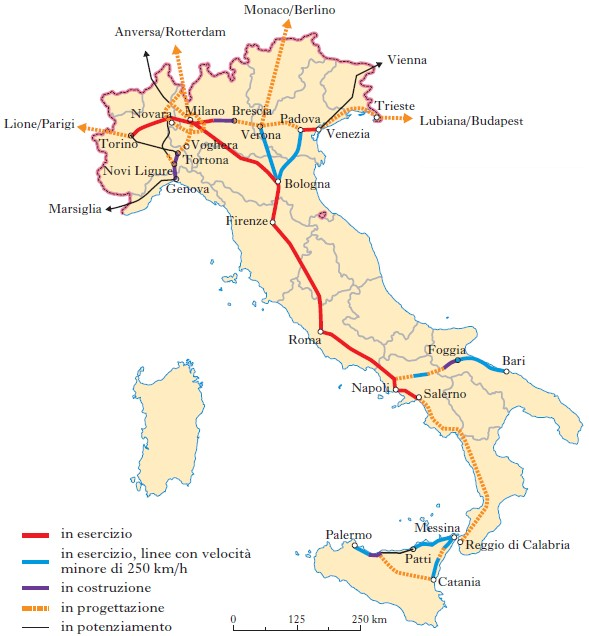 Monaco/Berlino
Anversa/Rotterdam
Vienna
Novara
Milano
Brescia
Padova
Trieste
Lione/Parigi
Lubiana/Budapest
Torino
Voghera
Verona
Venezia
Tortona
Novi Ligure
Genova
Bologna
Marsiglia
Firenze
Roma
Foggia
Bari
Napoli
Salerno
Messina
Palermo
Reggio di Calabria
Patti
Catania
in esercizio
in esercizio, linee con velocità
minore di 250 km/h
in costruzione
in progettazione
in potenziamento
0 125 250 km